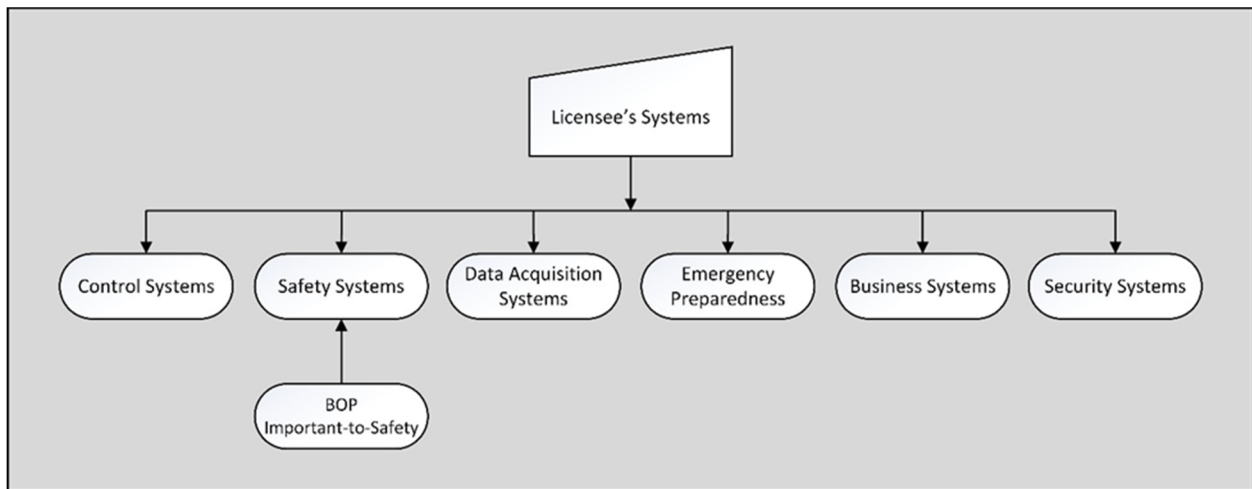 Licensee’s Systems
Control Systems
Safety Systems
Data Acquisition
Systems
Emergency
Preparedness
Business Systems
Security Systems
BOP
Important-to-Safety